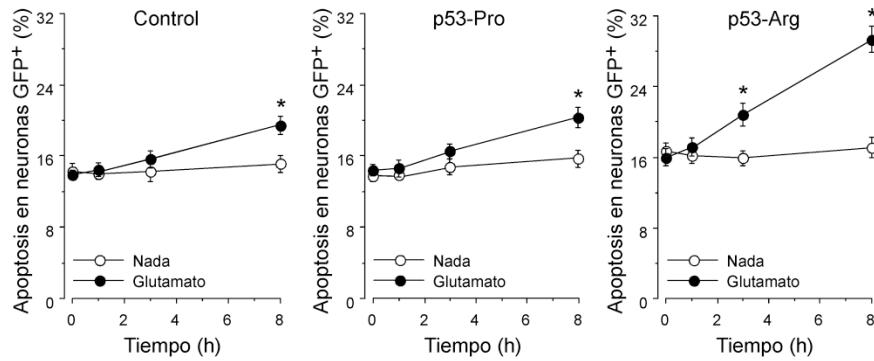 Control
Apoptosis en neuronas GFP+ (%)
32
24
16
8
0
*
Nada
Glutamato
0 2 4 6 8
Tiempo (h)
p53-Pro
Apoptosis en neuronas GFP+ (%)
32
24
16
8
0
*
Nada
Glutamato
0 2 4 6 8
Tiempo (h)
p53-Arg
Apoptosis en neuronas GFP+ (%)
32
24
16
8
0
*
*
Nada
Glutamato
0 2 4 6 8
Tiempo (h)